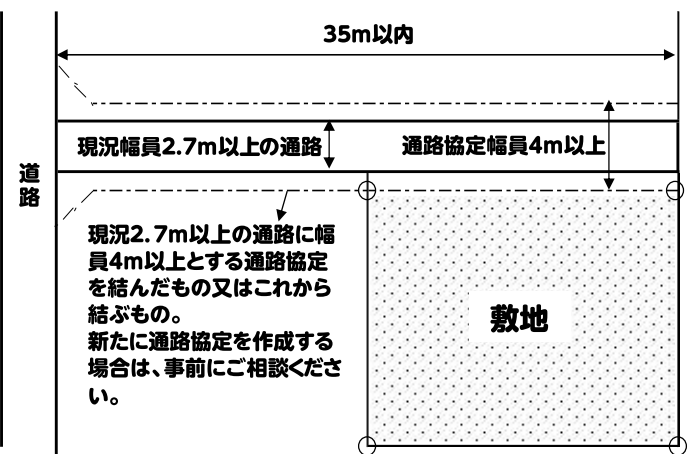 35m以内
現況幅員2.7m以上の通路
通路協定幅員4m以上
道路
現況2.7m以上の通路に幅
員4m以上とする通路協定
を結んだもの又はこれから
結ぶもの。
新たに通路協定を作成する
場合は、事前にご相談くださ
い。
敷地